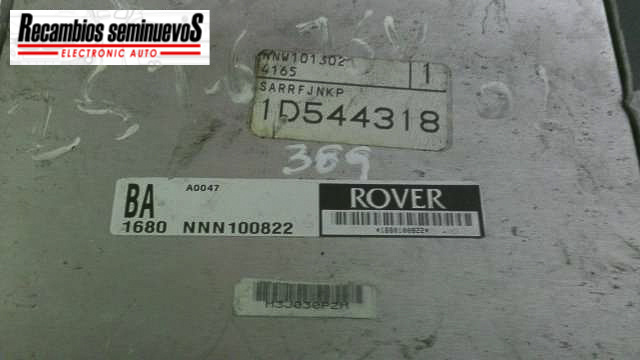 Recambios seminuevoS
ELECTRONIC AUTO
NNW101302
4165
1
SARRFJNKP
1D544318
389
BA
A0047
ROVER
1680 NNN100822